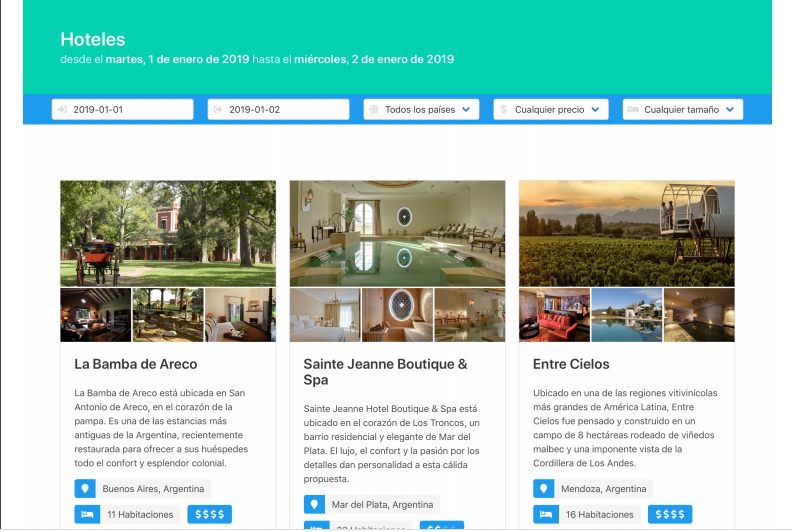 Hoteles
desde el martes, 1 de enero de 2019 hasta el miércoles, 2 de enero de 2019
2019-01-01
2019-01-02
Todos los países
Cualquier precio
Cualquier tamaño
La Bamba de Areco
La Bamba de Areco está ubicada en San
Antonio de Areco, en el corazón de la
pampa. Es una de las estancias más
antiguas de la Argentina, recientemente
restaurada para ofrecer a sus huéspedes
todo el confort y esplendor colonial.
Buenos Aires, Argentina
11 Habitaciones
$$$$
Sainte Jeanne Boutique &
Spa
Sainte Jeanne Hotel Boutique & Spa está
ubicado en el corazón de Los Troncos, un
barrio residencial y elegante de Mar del
Plata. El lujo, el confort y la pasión por los
detalles dan personalidad a esta cálida
propuesta.
Mar del Plata, Argentina
Entre Cielos
Ubicado en una de las regiones vitivinícolas
más grandes de América Latina, Entre
Cielos fue pensado y construido en un
campo de 8 hectáreas rodeado de viñedos
malbec y una imponente vista de la
Cordillera de Los Andes.
Mendoza, Argentina
16 Habitaciones
$$$$